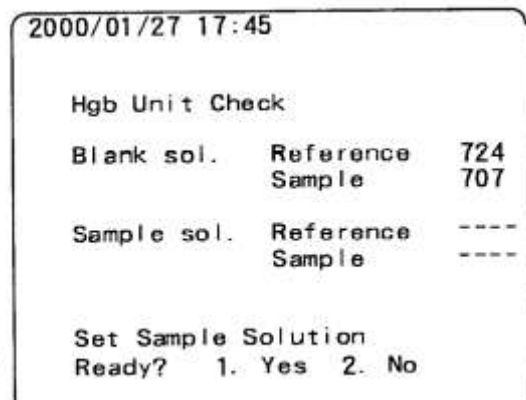 2000/01/27 17:45
Hgb Unit Check
Blank sol. Reference 724
Sample 707
Sample sol. Reference ----
Sample ----
Set Sample Solution
Ready? 1. Yes 2. No